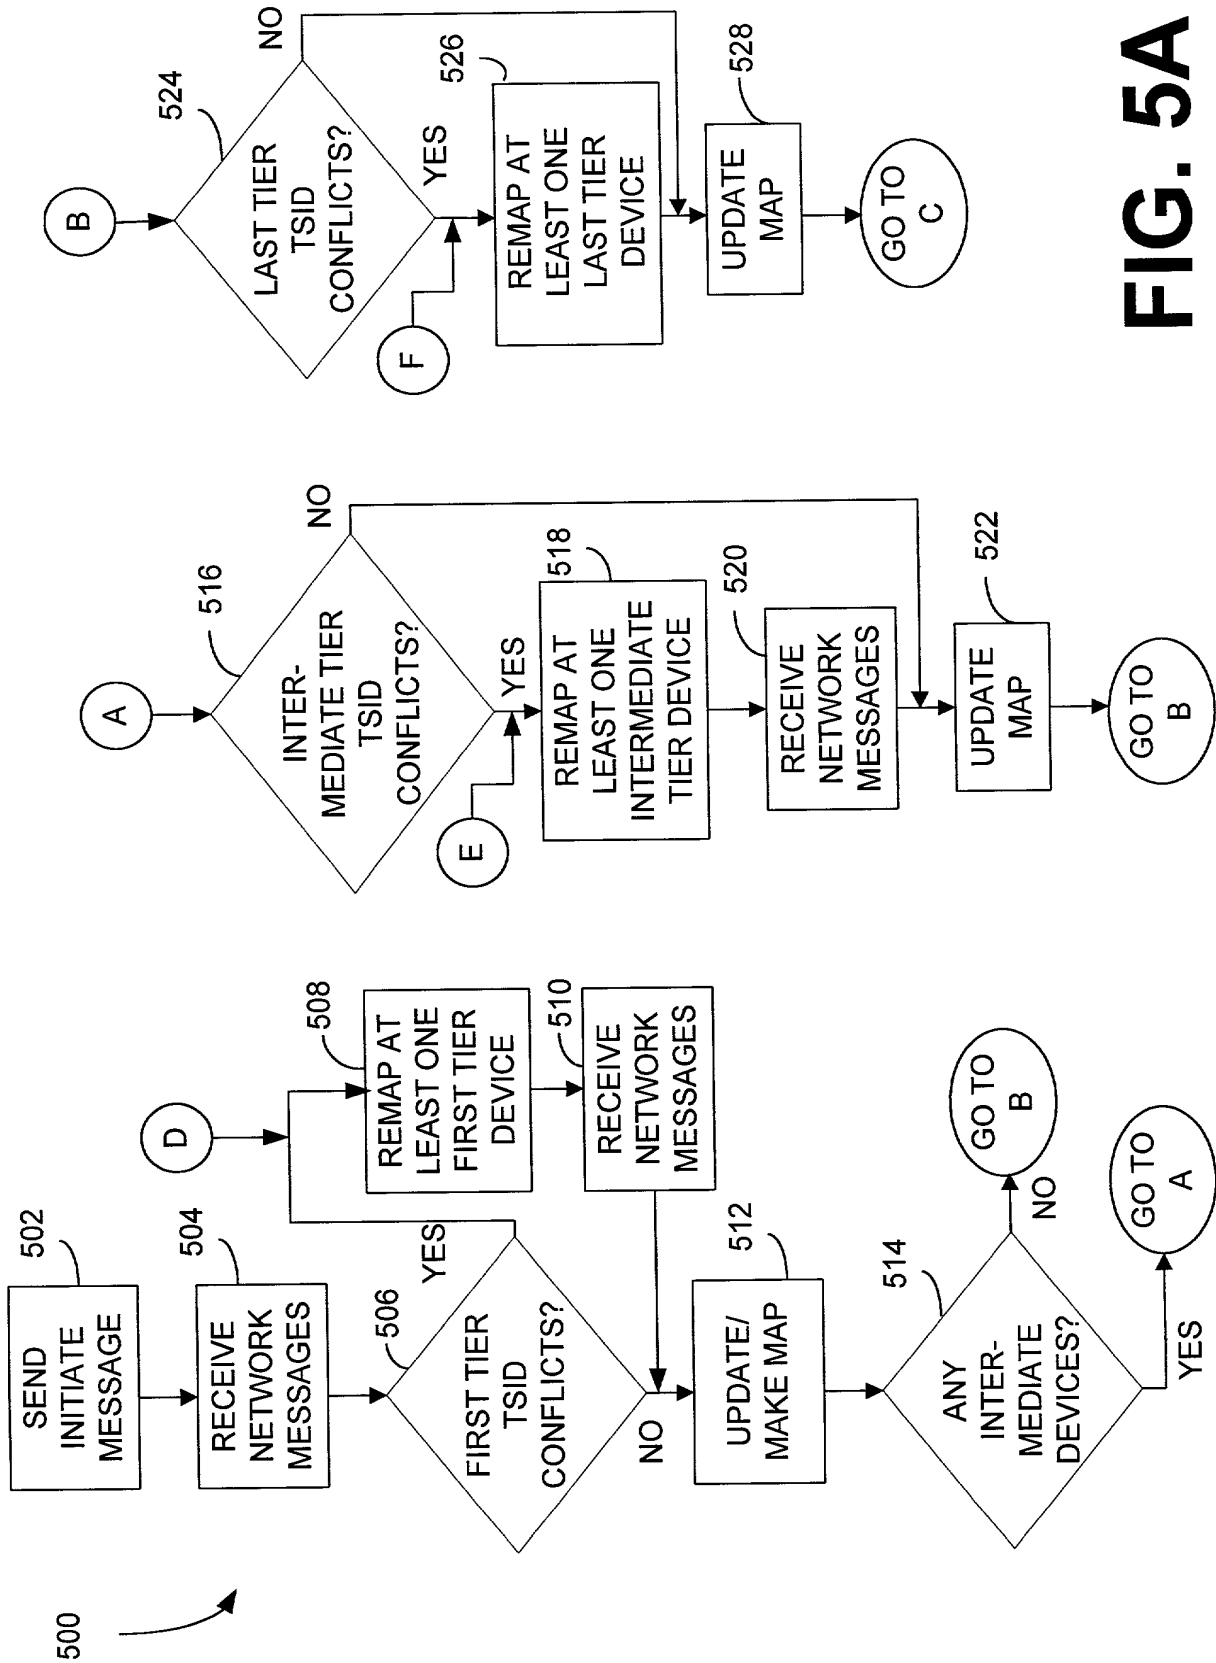 500
SEND
INITIATE
MESSAGE
502
RECEIVE
NETWORK
MESSAGES
504
FIRST TIER
TSID
CONFLICTS?
506
YES
NO
D
REMAP AT
LEAST ONE
FIRST TIER
DEVICE
508
RECEIVE
NETWORK
MESSAGES
510
UPDATE/
MAKE MAP
512
ANY
INTER-
MEDIATE
DEVICES?
514
NO
GO TO
B
YES
GO TO
A
A
INTER-
MEDIATE TIER
TSID
CONFLICTS?
516
NO
YES
E
REMAP AT
LEAST ONE
INTERMEDIATE
TIER DEVICE
518
RECEIVE
NETWORK
MESSAGES
520
UPDATE
MAP
522
GO TO
B
B
LAST TIER
TSID
CONFLICTS?
524
NO
YES
F
REMAP AT
LEAST ONE
LAST TIER
DEVICE
526
UPDATE
MAP
528
GO TO
C
FIG. 5A